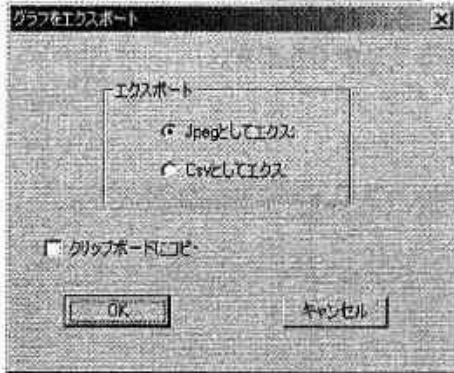 グラフをエクスポート
エクスポート
Jpegとしてエクス
Csvとしてエクス
クリップボードにコピー
OK
キャンセル